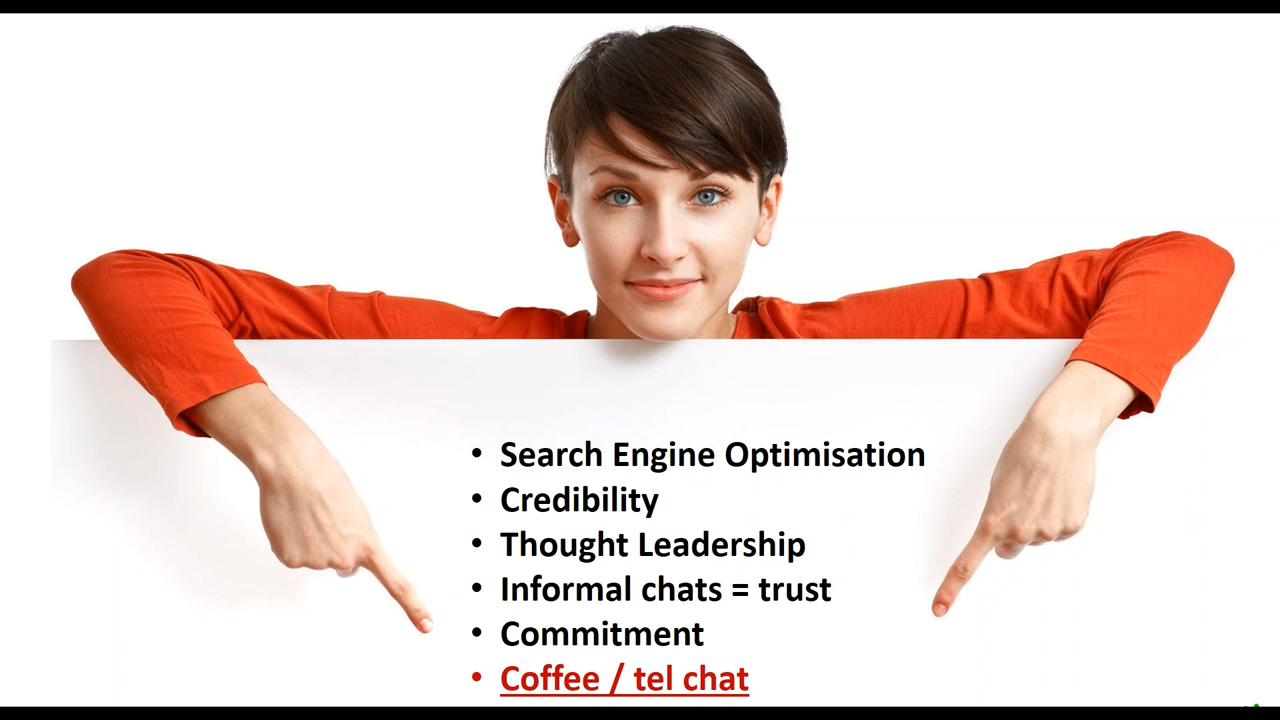 • Search Engine Optimisation
• Credibility
• Thought Leadership
• Informal chats = trust
• Commitment
• Coffee / tel chat